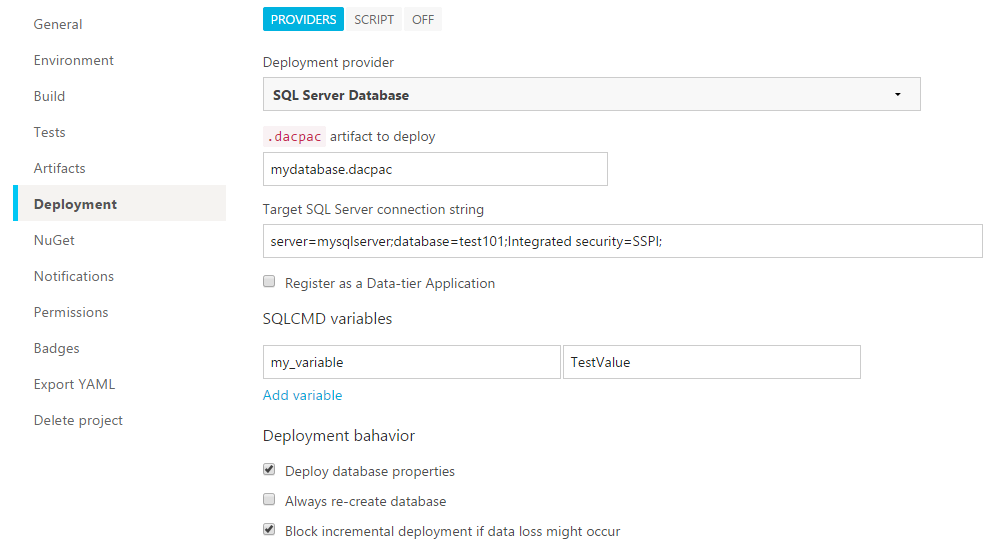 General
Environment
Build
Tests
Artifacts
Deployment
NuGet
Notifications
Permissions
Badges
Export YAML
Delete project
PROVIDERS SCRIPT OFF
Deployment provider
SQL Server Database
.dacpac artifact to deploy
mydatabase.dacpac
Target SQL Server connection string
server=mysqlserver;database=test101;Integrated security=SSPI;
Register as a Data-tier Application
SQLCMD variables
my_variable TestValue
Add variable
Deployment bahavior
Deploy database properties
Always re-create database
Block incremental deployment if data loss might occur